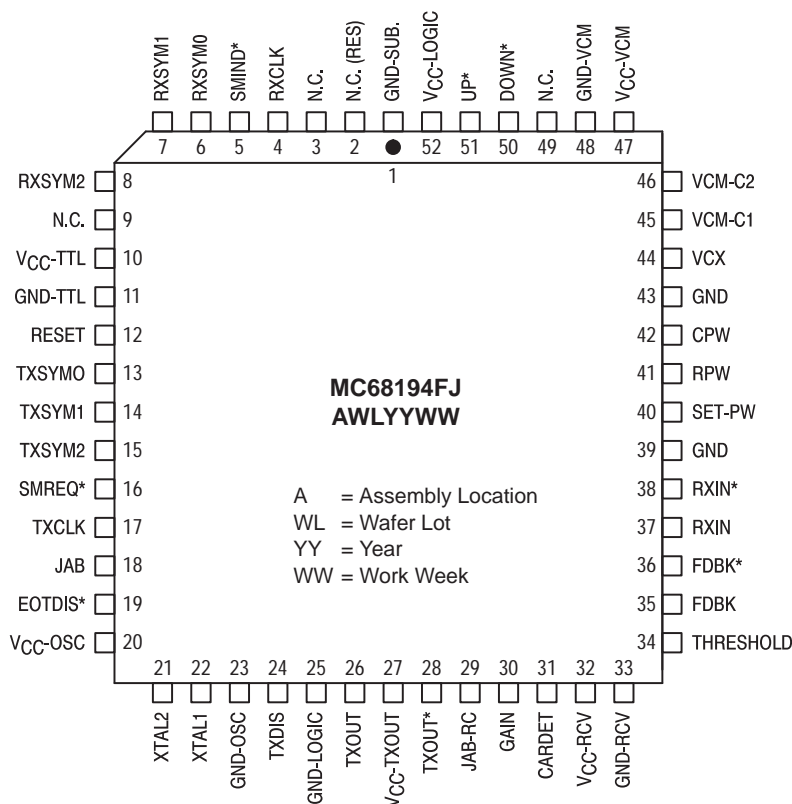 RXSYM1 RXSYM0 SMIND* RXCLK N.C. N.C. (RES) GND-SUB. VCC-LOGIC UP* DOWN* N.C. GND-VCM VCC-VCM
7 6 5 4 3 2 52 51 50 49 48 47
1
RXSYM2 8 46 VCM-C2
N.C. 9 45 VCM-C1
VCC-TTL 10 44 VCX
GND-TTL 11 43 GND
RESET 12 42 CPW
TXSYMO 13 41 RPW
TXSYM1 14 40 SET-PW
TXSYM2 15 39 GND
SMREQ* 16 38 RXIN*
TXCLK 17 37 RXIN
JAB 18 36 FDBK*
EOTDIS* 19 35 FDBK
VCC-OSC 20 34 THRESHOLD
MC68194FJ
AWLYYWW
A = Assembly Location
WL = Wafer Lot
YY = Year
WW = Work Week
21 22 23 24 25 26 27 28 29 30 31 32 33
XTAL2 XTAL1 GND-OSC TXDIS GND-LOGIC TXOUT VCC-TXOUT TXOUT* JAB-RC GAIN CARDET VCC-RCV GND-RCV